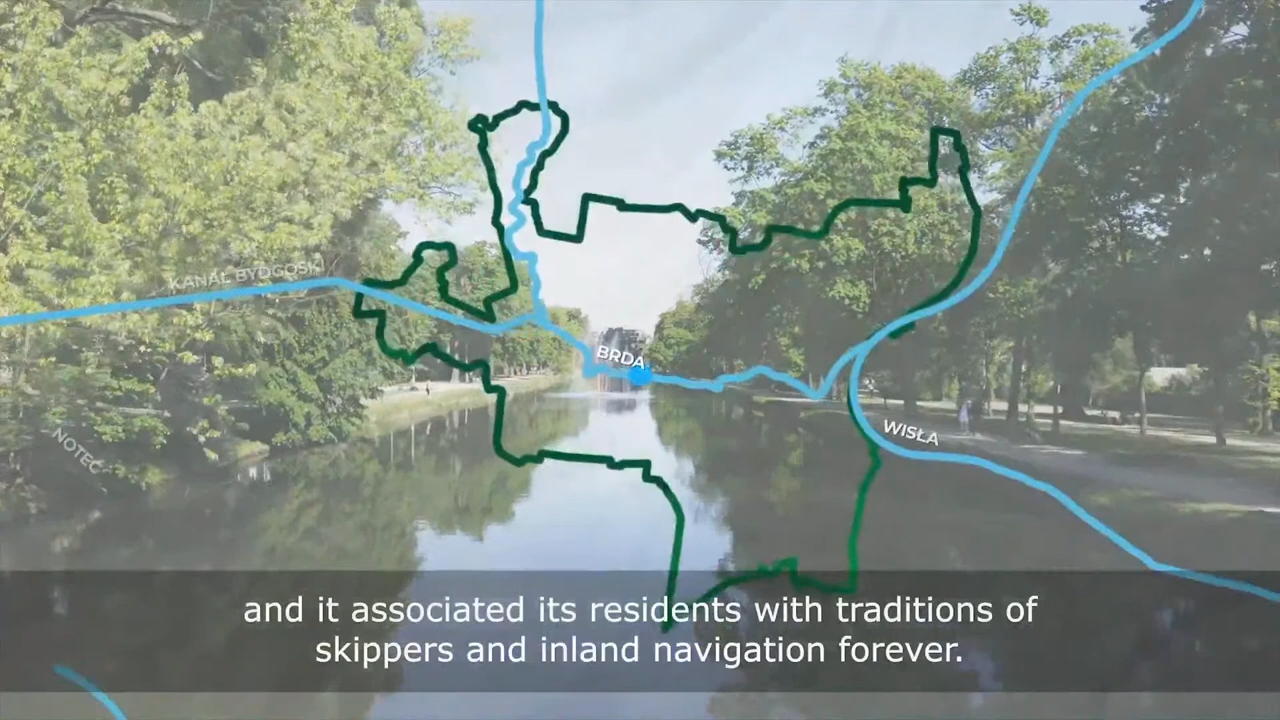 KANAŁ BYDGOSKI
BRDA
WISŁA
NOTEĆ
and it associated its residents with traditions of
skippers and inland navigation forever.